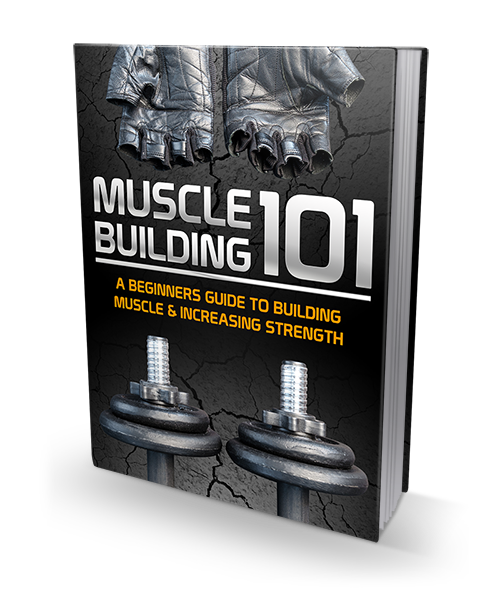 MUSCLE
BUILDING 101
A BEGINNERS GUIDE TO BUILDING
MUSCLE & INCREASING STRENGTH